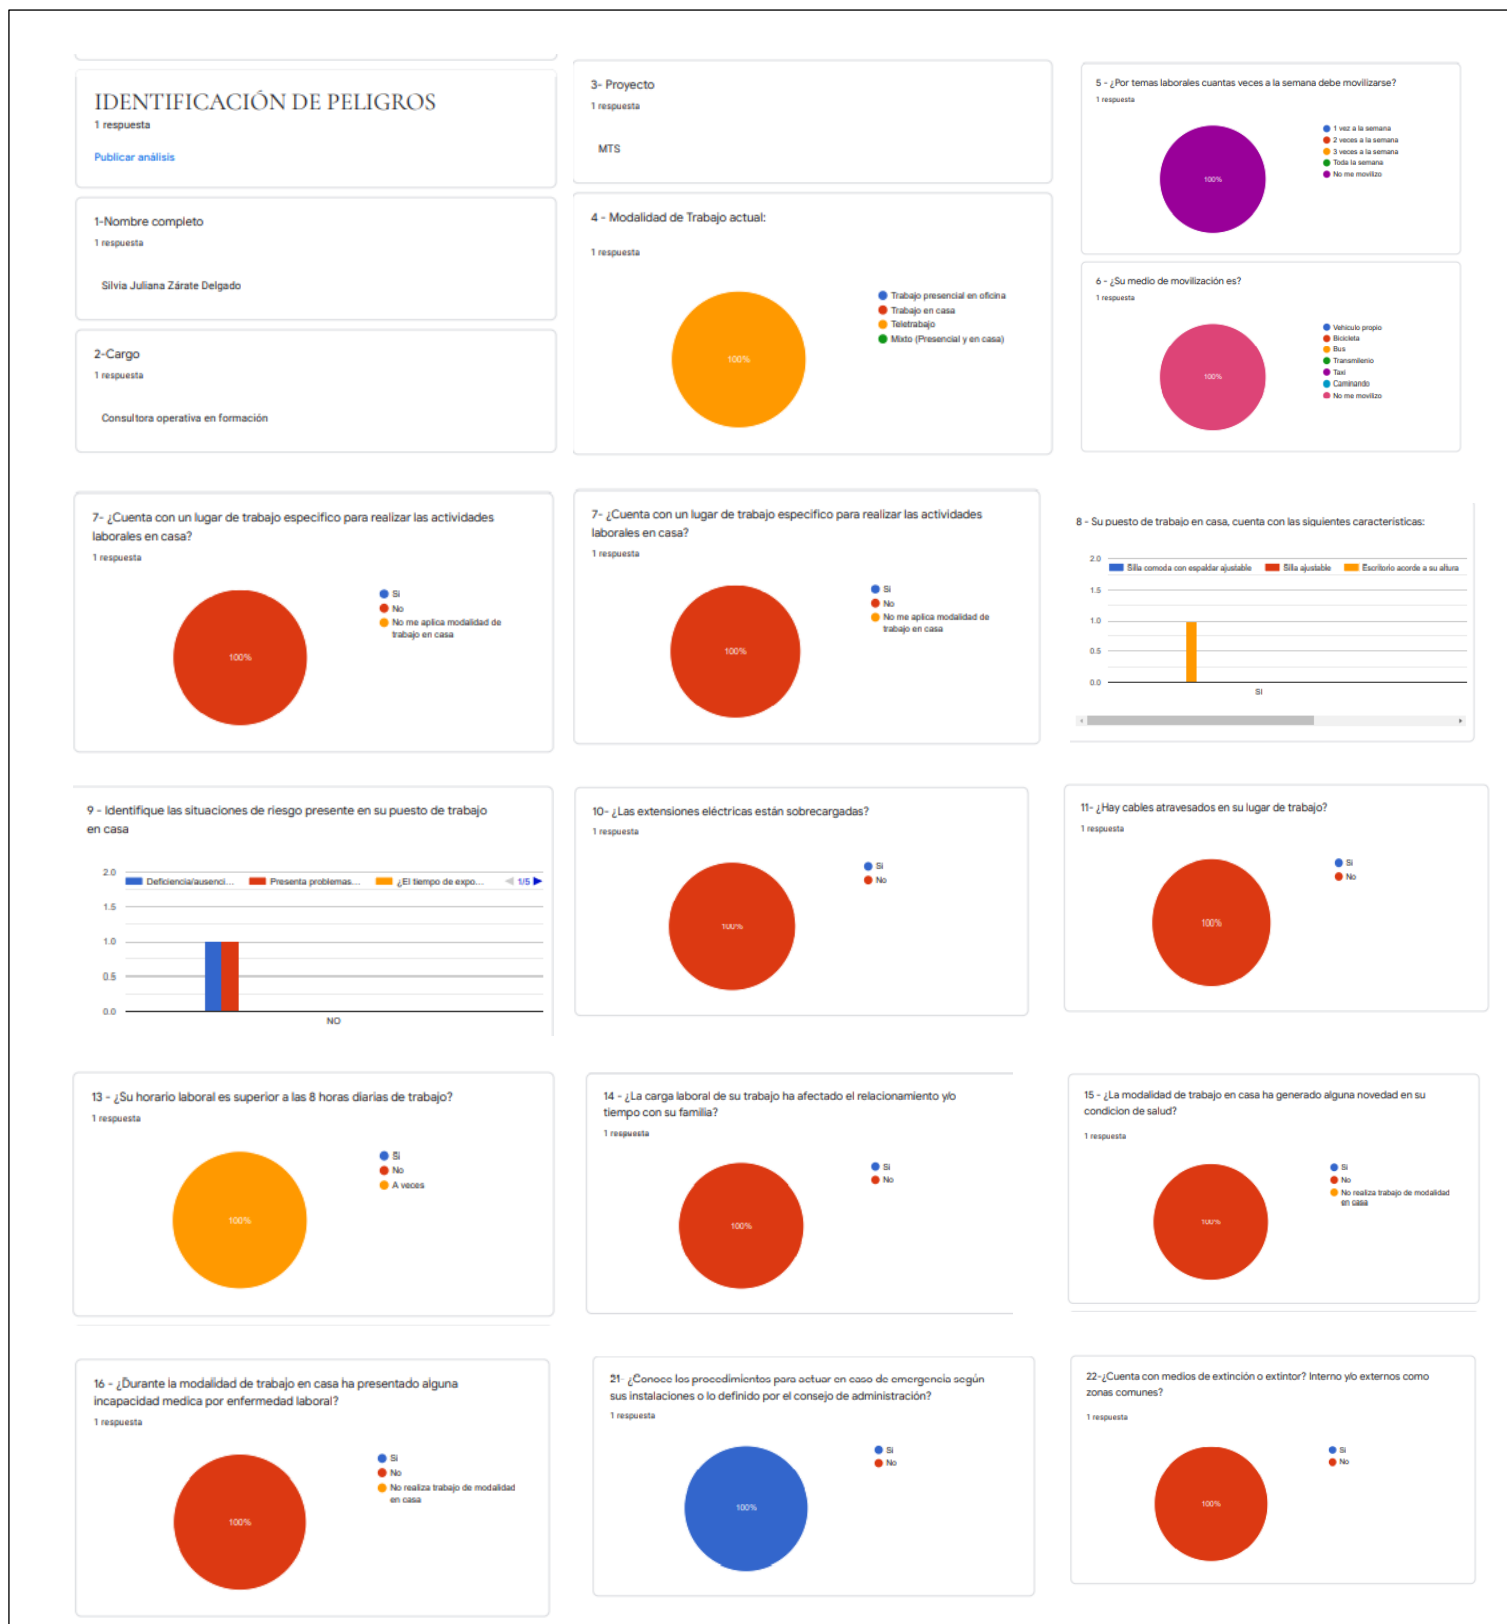 IDENTIFICACIÓN DE PELIGROS
1 respuesta
Publicar análisis
1-Nombre completo
1 respuesta
Silvia Juliana Zárate Delgado
2-Cargo
1 respuesta
Consultora operativa en formación
3- Proyecto
1 respuesta
MTS
4 - Modalidad de Trabajo actual:
1 respuesta
100%
Trabajo presencial en oficina
Trabajo en casa
Teletrabajo
Mixto (Presencial y en casa)
5 - ¿Por temas laborales cuantas veces a la semana debe movilizarse?
1 respuesta
100%
1 vez a la semana
2 veces a la semana
3 veces a la semana
Toda la semana
No me movilizo
6 - ¿Su medio de movilización es?
1 respuesta
100%
Vehiculo propio
Bicicleta
Bus
Transmilenio
Taxi
Caminando
No me movilizo
7- ¿Cuenta con un lugar de trabajo especifico para realizar las actividades
laborales en casa?
1 respuesta
100%
Si
No
No me aplica modalidad de
trabajo en casa
7- ¿Cuenta con un lugar de trabajo especifico para realizar las actividades
laborales en casa?
1 respuesta
100%
Si
No
No me aplica modalidad de
trabajo en casa
8 - Su puesto de trabajo en casa, cuenta con las siguientes características:
2.0
Silla comoda con espaldar ajustable Silla ajustable Escritorio acorde a su altura
1.5
1.0
0.5
0.0
SI
9 - Identifique las situaciones de riesgo presente en su puesto de trabajo
en casa
2.0
Deficiencia/ausenci... Presenta problemas... ¿El tiempo de expo... 1/5
1.5
1.0
0.5
0.0
NO
10- ¿Las extensiones eléctricas están sobrecargadas?
1 respuesta
100%
Si
No
11- ¿Hay cables atravesados en su lugar de trabajo?
1 respuesta
100%
Si
No
13 - ¿Su horario laboral es superior a las 8 horas diarias de trabajo?
1 respuesta
100%
Si
No
A veces
14 - ¿La carga laboral de su trabajo ha afectado el relacionamiento y/o
tiempo con su familia?
1 respuesta
100%
Si
No
15 - ¿La modalidad de trabajo en casa ha generado alguna novedad en su
condicion de salud?
1 respuesta
100%
Si
No
No realiza trabajo de modalidad
en casa
16 - ¿Durante la modalidad de trabajo en casa ha presentado alguna
incapacidad medica por enfermedad laboral?
1 respuesta
100%
Si
No
No realiza trabajo de modalidad
en casa
21- ¿Conoce los procedimientos para actuar en caso de emergencia según
sus instalaciones o lo definido por el consejo de administración?
1 respuesta
100%
Si
No
22-¿Cuenta con medios de extinción o extintor? Interno y/o externos como
zonas comunes?
1 respuesta
100%
Si
No